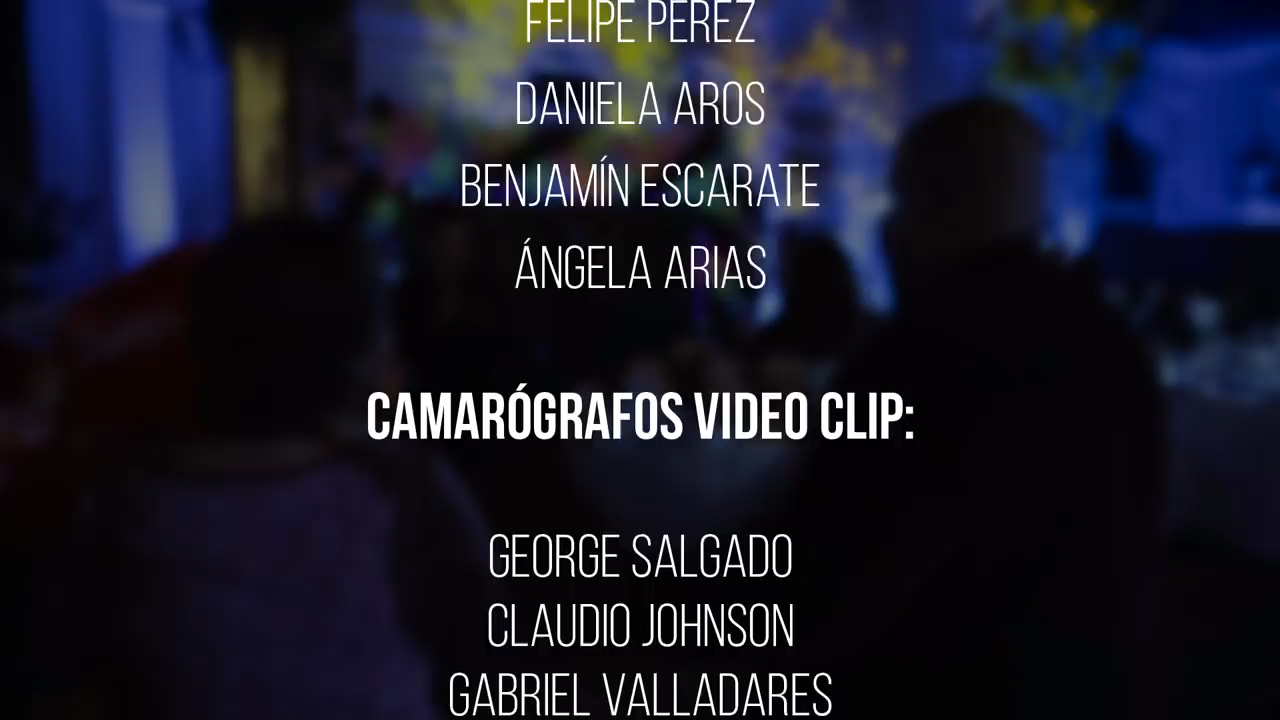 FELIPE PEREZ
DANIELA AROS
BENJAMÍN ESCARATE
ÁNGELA ARIAS
CAMARÓGRAFOS VIDEO CLIP:
GEORGE SALGADO
CLAUDIO JOHNSON
GABRIEL VALLADARES